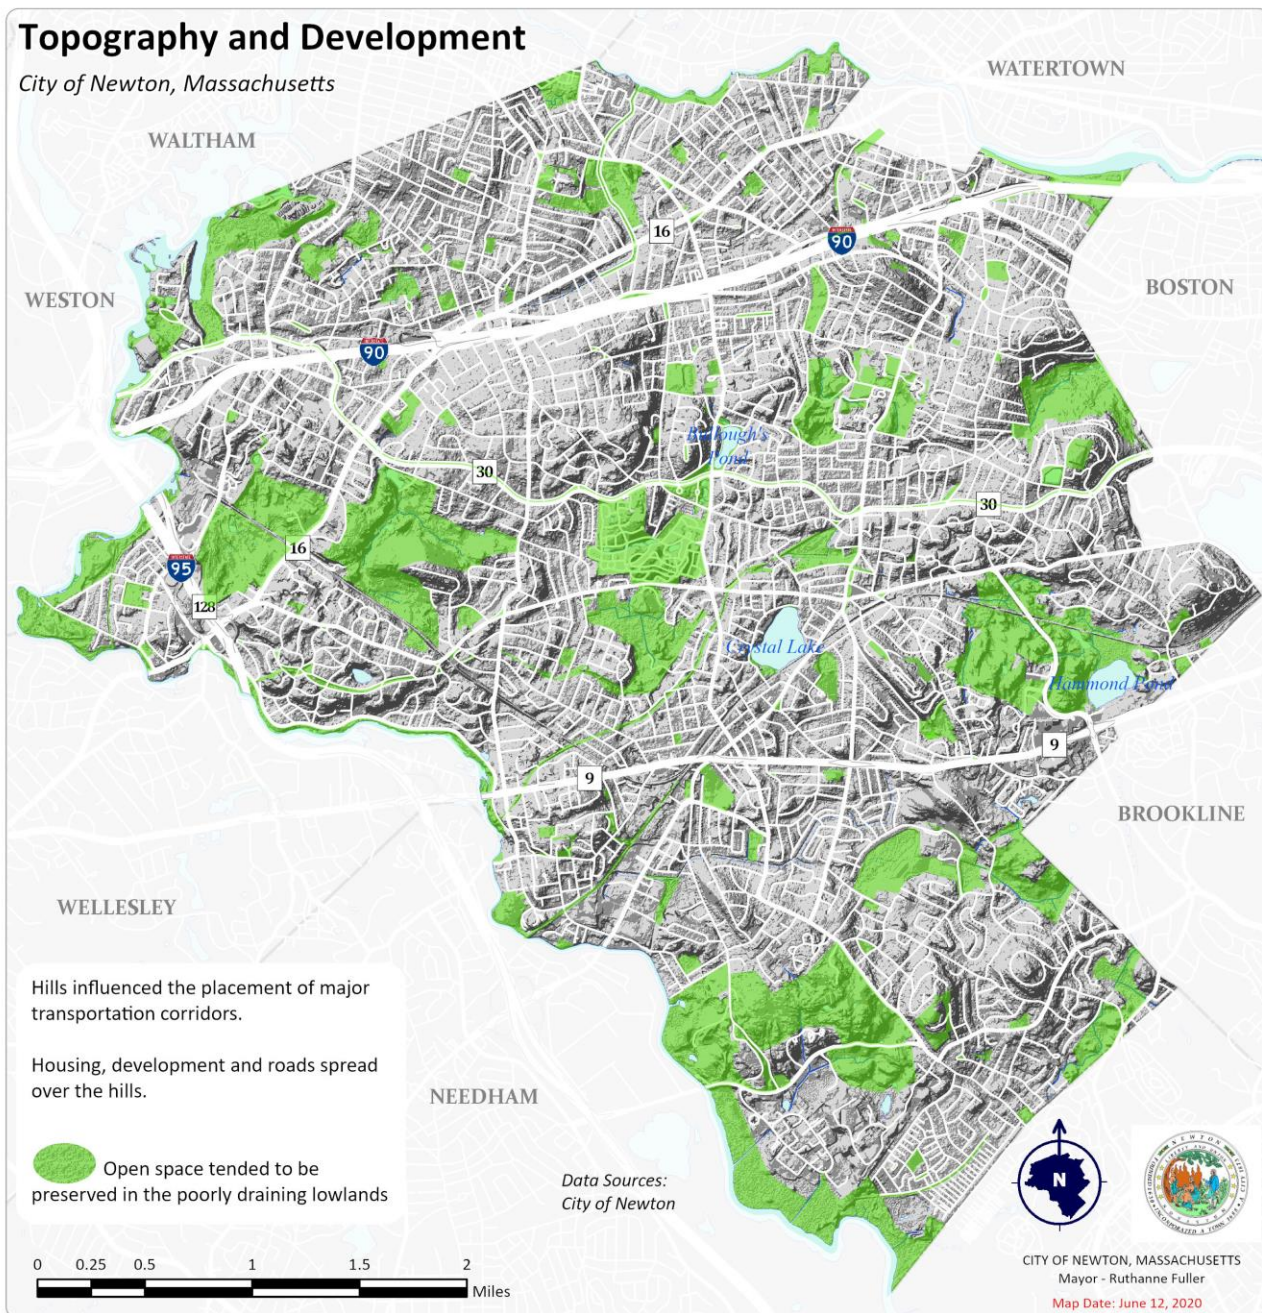 Topography and Development
City of Newton, Massachusetts
WATERTOWN
WALTHAM
16
90
WESTON
BOSTON
90
Bullough's
Pond
30
30
16
95
128
Crystal Lake
Hammond Pond
9
9
BROOKLINE
WELLESLEY
NEEDHAM
Hills influenced the placement of major
transportation corridors.
Housing, development and roads spread
over the hills.
Open space tended to be
preserved in the poorly draining lowlands
Data Sources:
City of Newton
0 0.25 0.5 1 1.5 2
Miles
N
CITY OF NEWTON, MASSACHUSETTS
Mayor - Ruthanne Fuller
Map Date: June 12, 2020